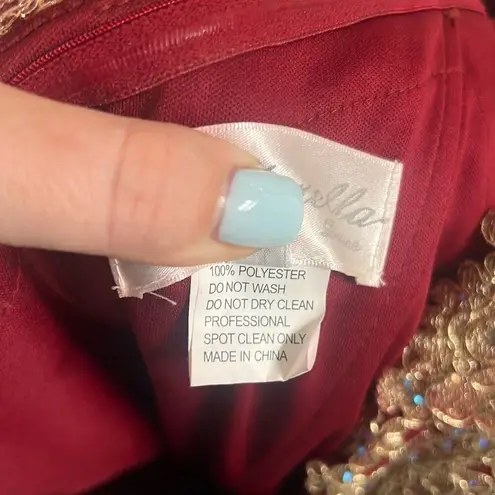 100% POLYESTER
DO NOT WASH
DO NOT DRY CLEAN
PROFESSIONAL
SPOT CLEAN ONLY
MADE IN CHINA